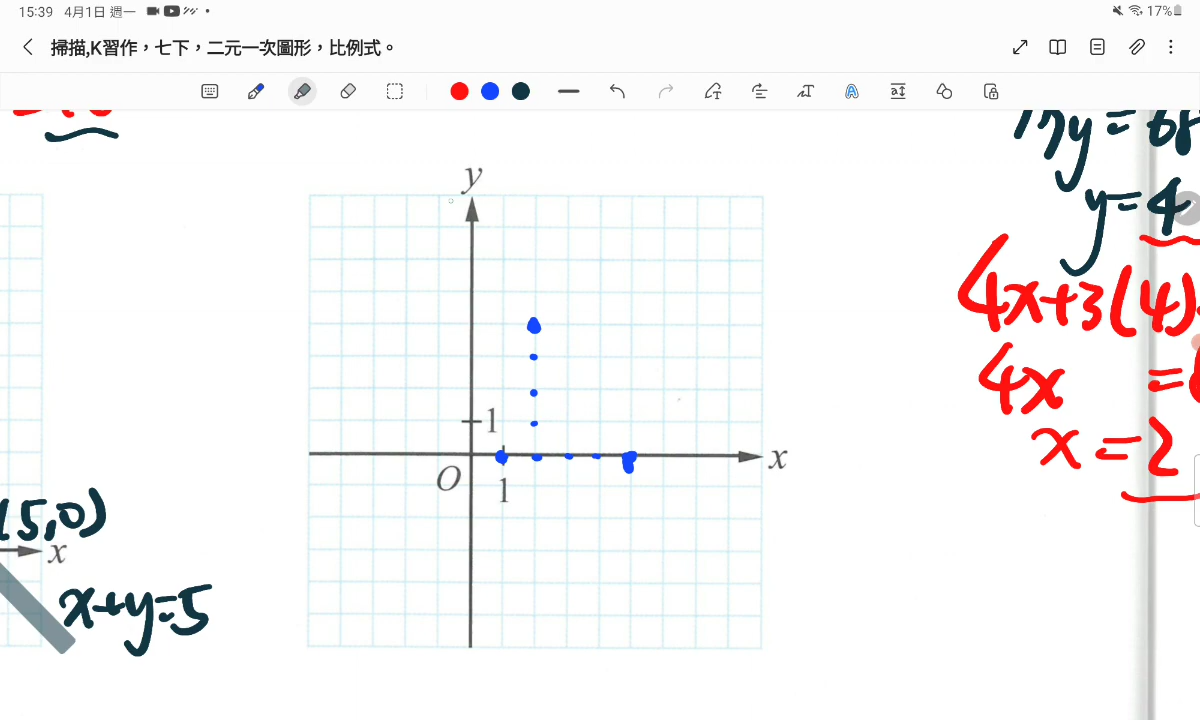 15:39 4月1日 週一
17%
掃描,K習作,七下,二元一次圖形,比例式。
y
1
O
1
x
(5,0)
x
x+y=5
y=4
4x+3(4)
4x =
x=2